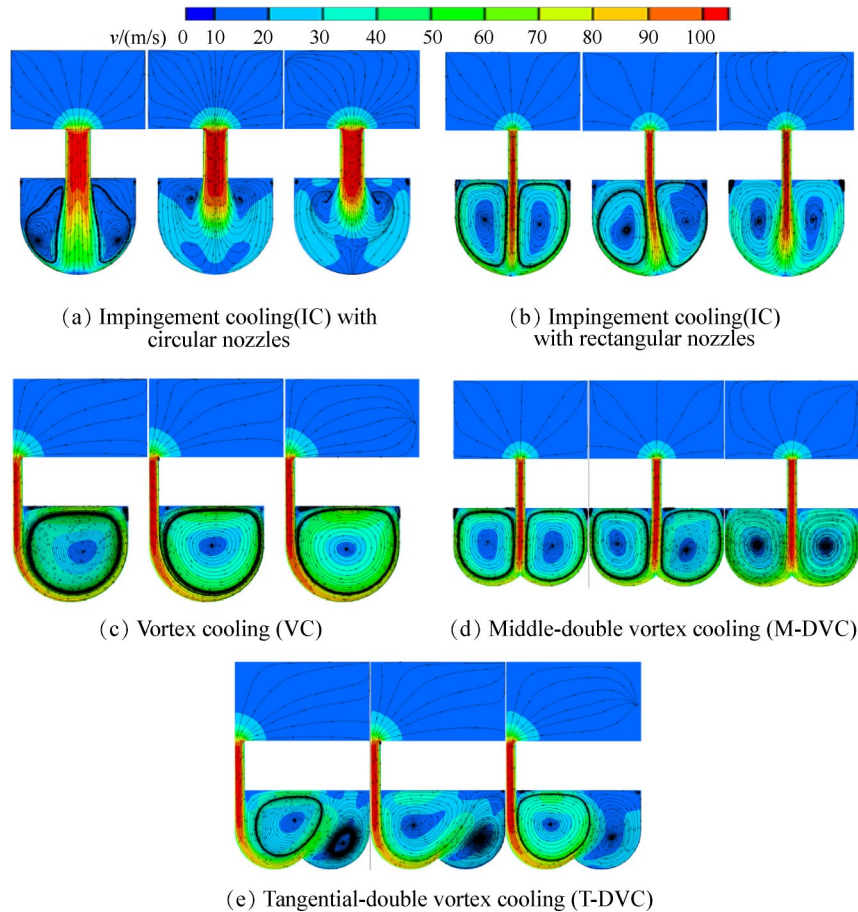 v/(m/s)
0 10 20 30 40 50 60 70 80 90 100
(a) Impingement cooling(IC) with
circular nozzles
(b) Impingement cooling(IC)
with rectangular nozzles
(c) Vortex cooling (VC)
(d) Middle-double vortex cooling (M-DVC)
(e) Tangential-double vortex cooling (T-DVC)